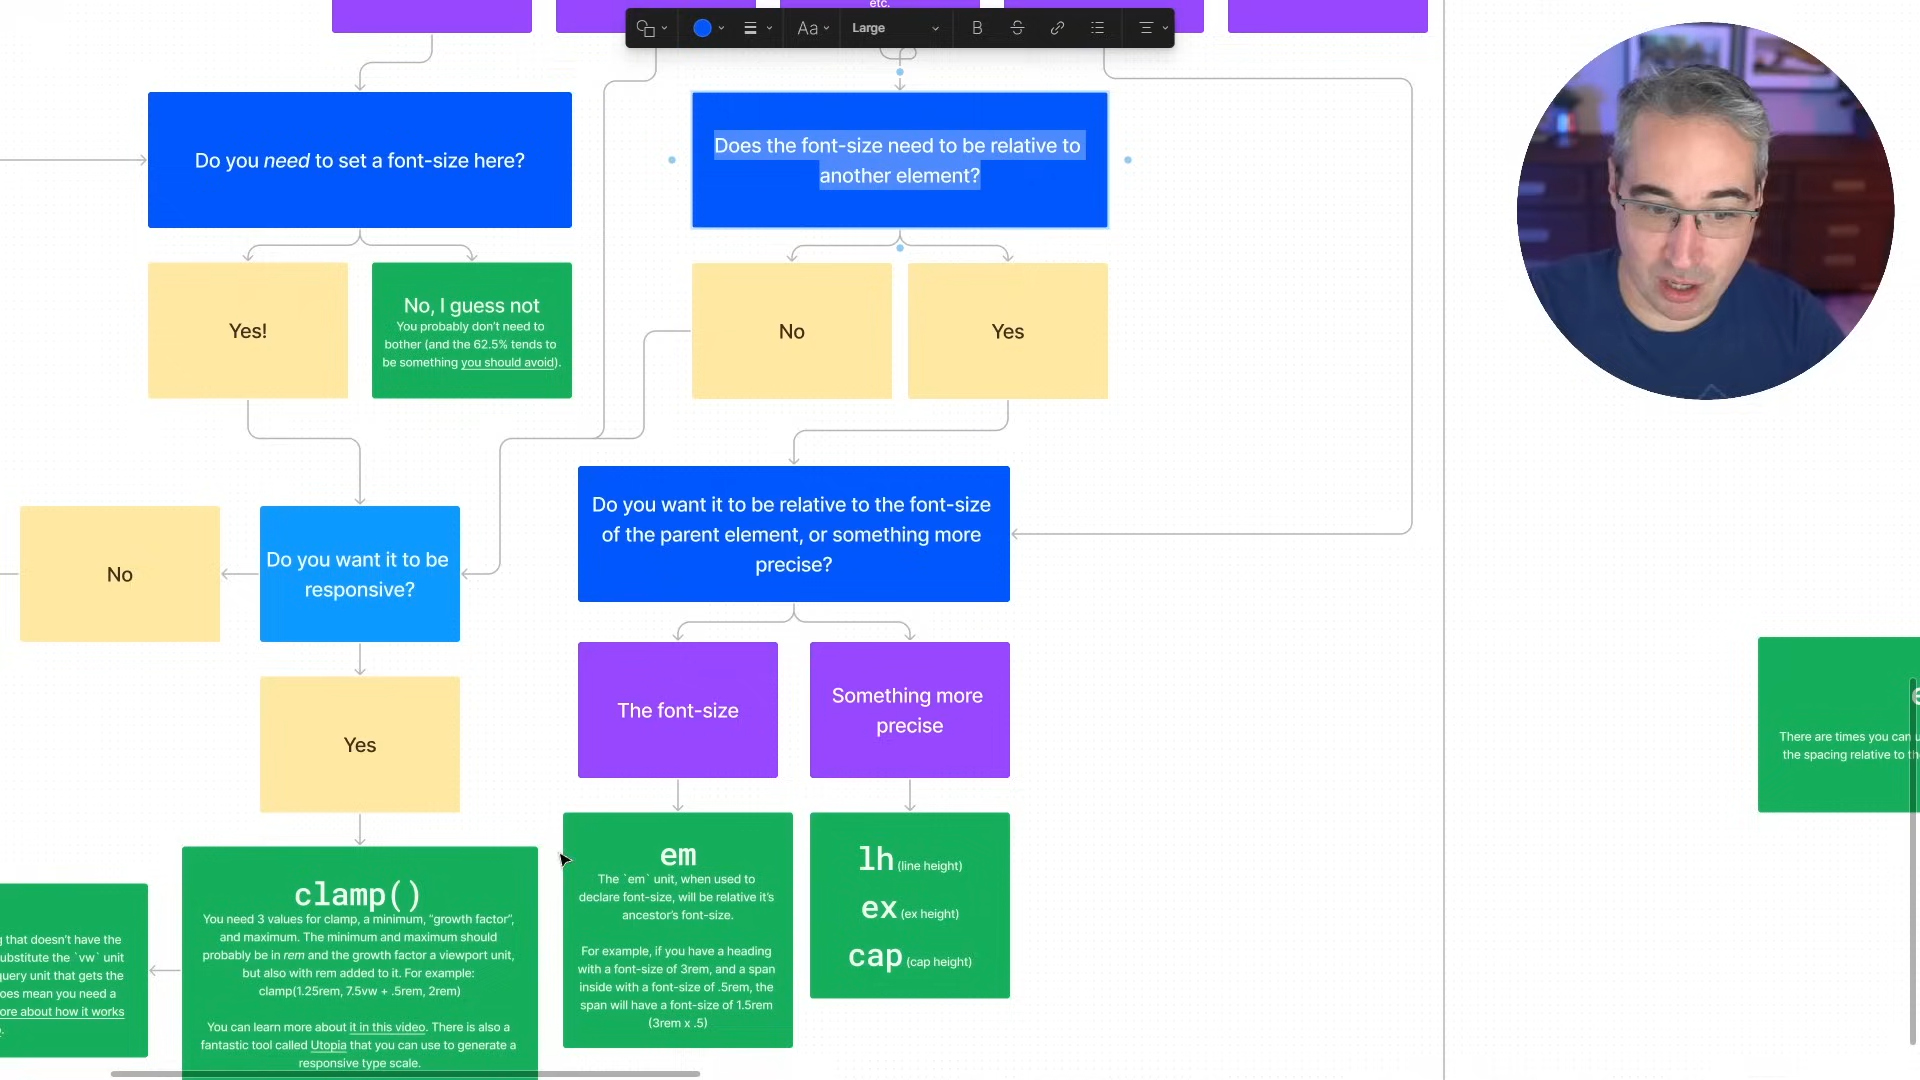 etc.
Aa
Large
B
S
Do you need to set a font-size here?
Does the font-size need to be relative to
another element?
Yes!
No, I guess not
You probably don't need to
bother (and the 62.5% tends to
be something you should avoid).
No
Yes
Do you want it to be relative to the font-size
of the parent element, or something more
precise?
No
Do you want it to be
responsive?
The font-size
Something more
precise
Yes
There are times you can
the spacing relative to
em
The `em` unit, when used to
declare font-size, will be relative it's
ancestor's font-size.
For example, if you have a heading
with a font-size of 3rem, and a span
inside with a font-size of .5rem, the
span will have a font-size of 1.5rem
(3rem x .5)
lh (line height)
ex (ex height)
cap (cap height)
clamp()
You need 3 values for clamp, a minimum, "growth factor",
and maximum. The minimum and maximum should
probably be in rem and the growth factor a viewport unit,
but also with rem added to it. For example:
clamp(1.25rem, 7.5vw + .5rem, 2rem)
You can learn more about it in this video. There is also a
fantastic tool called Utopia that you can use to generate a
responsive type scale.
that doesn't have the
the `vw` unit
query unit that gets the
mean you need a
about how it works